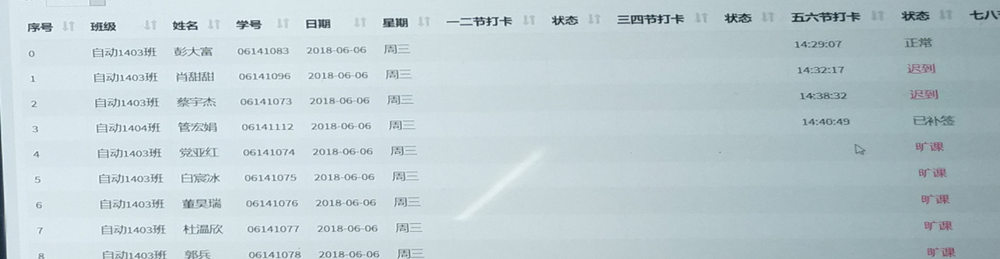 序号 班级 姓名 学号 日期 星期 一二节打卡 状态 三四节打卡 状态 五六节打卡 状态 七八
0 自动1403班 彭大富 06141083 2018-06-06 周三 14:29:07 正常
1 自动1403班 肖甜甜 06141096 2018-06-06 周三 14:32:17 迟到
2 自动1403班 蔡宇杰 06141073 2018-06-06 周三 14:38:32 迟到
3 自动1404班 管宏娟 06141112 2018-06-06 周三 14:40:49 已补签
4 自动1403班 党亚红 06141074 2018-06-06 周三 旷课
5 自动1403班 白宸冰 06141075 2018-06-06 周三 旷课
6 自动1403班 董昊瑞 06141076 2018-06-06 周三 旷课
7 自动1403班 杜温欣 06141077 2018-06-06 周三 旷课
8 自动1403班 郭兵 06141078 2018-06-06 周三 旷课